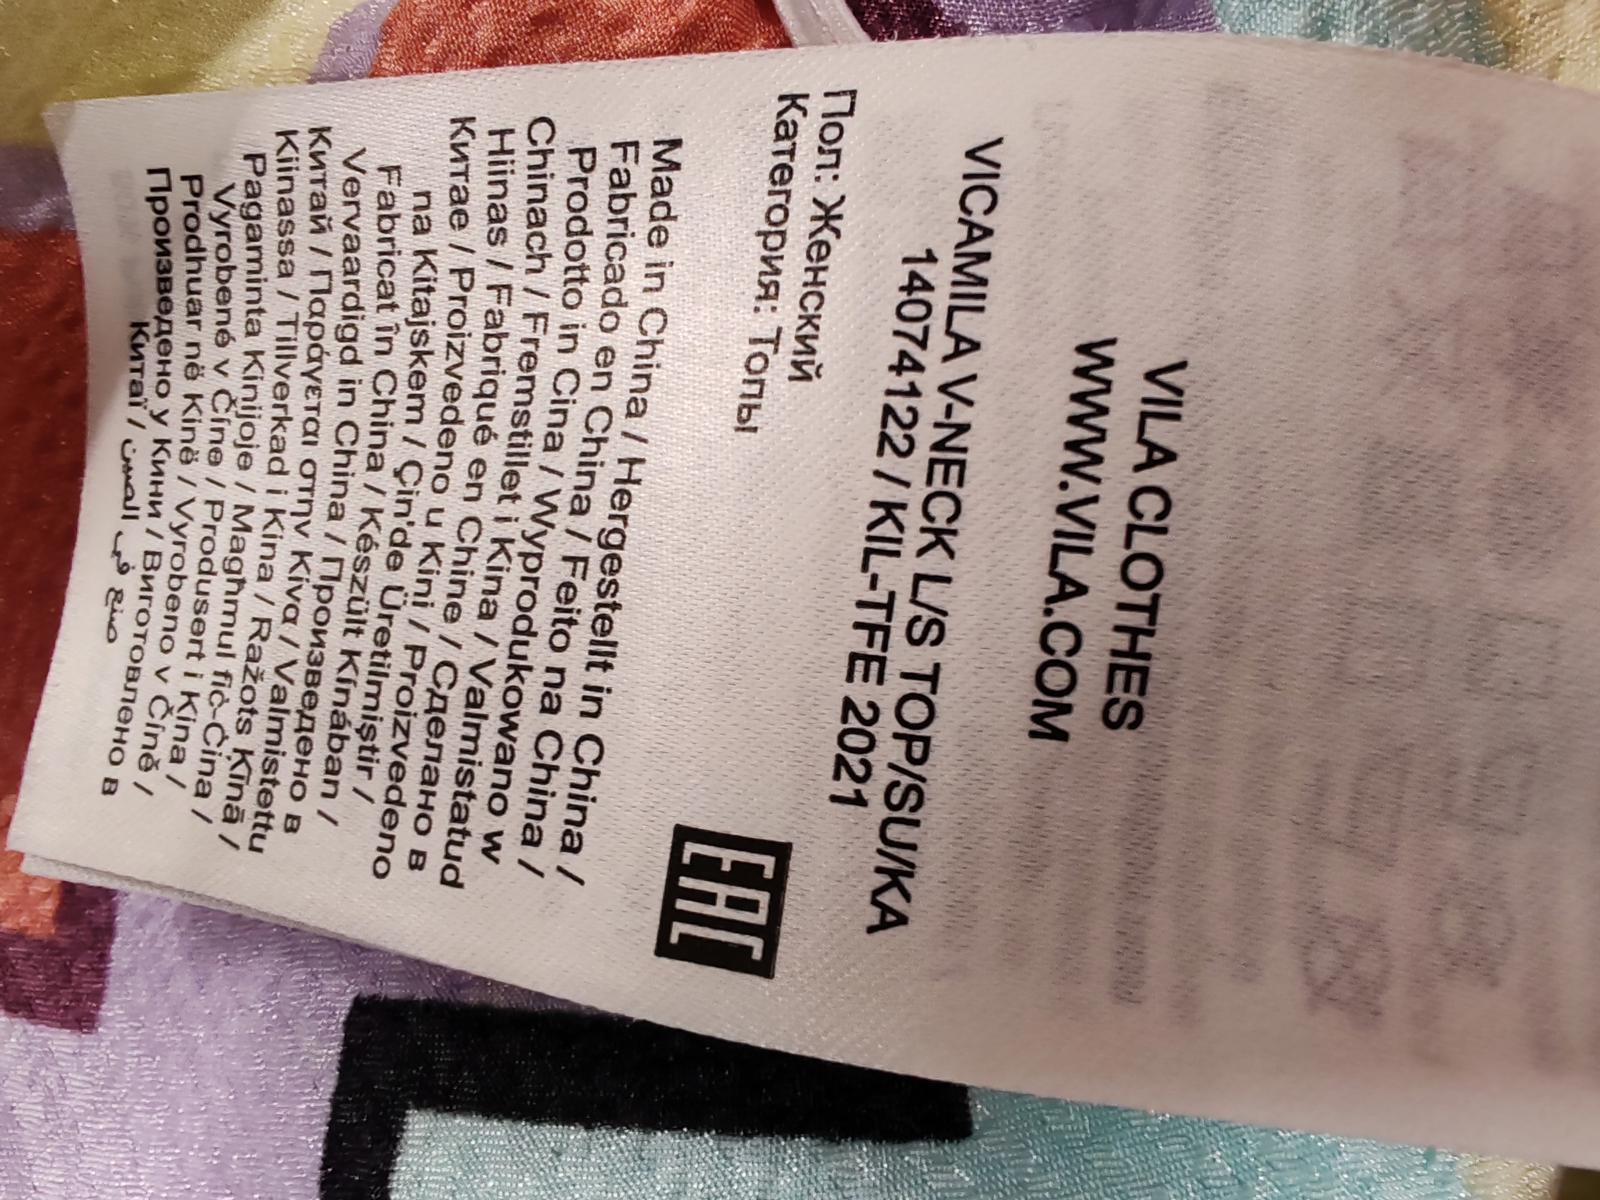 VILA CLOTHES
WWW.VILA.COM
VICAMILA V-NECK L/S TOP/SU/KA
14074122 / KIL-TFE 2021
Пол: Женский
Категория: Топы
EAC
Made in China / Hergestellt in China /
Fabricado en China / Feito na China /
Prodotto in Cina / Wyprodukowano w
Chinach / Fremstillet i Kina / Valmistatud
Hiinas / Fabriqué en Chine / Сделано в
Китае / Proizvedeno u Kini / Proizvedeno
na Kitajskem / Çin'de Üretilmiştir /
Fabricat în China / Készült Kínában /
Vervaardigd in China / Произведено в
Китай / Παράγεται στην Κίνα / Valmistettu
Kiinassa / Tillverkad i Kina / Ražots Ķīnā /
Pagaminta Kinijoje / Magħmul fiċ-Ċina /
Vyrobené v Číne / Produsert i Kina /
Prodhuar në Kinë / Vyrobeno v Číně /
Произведено у Кини / Виготовлено в
Китаї / صنع في الصين